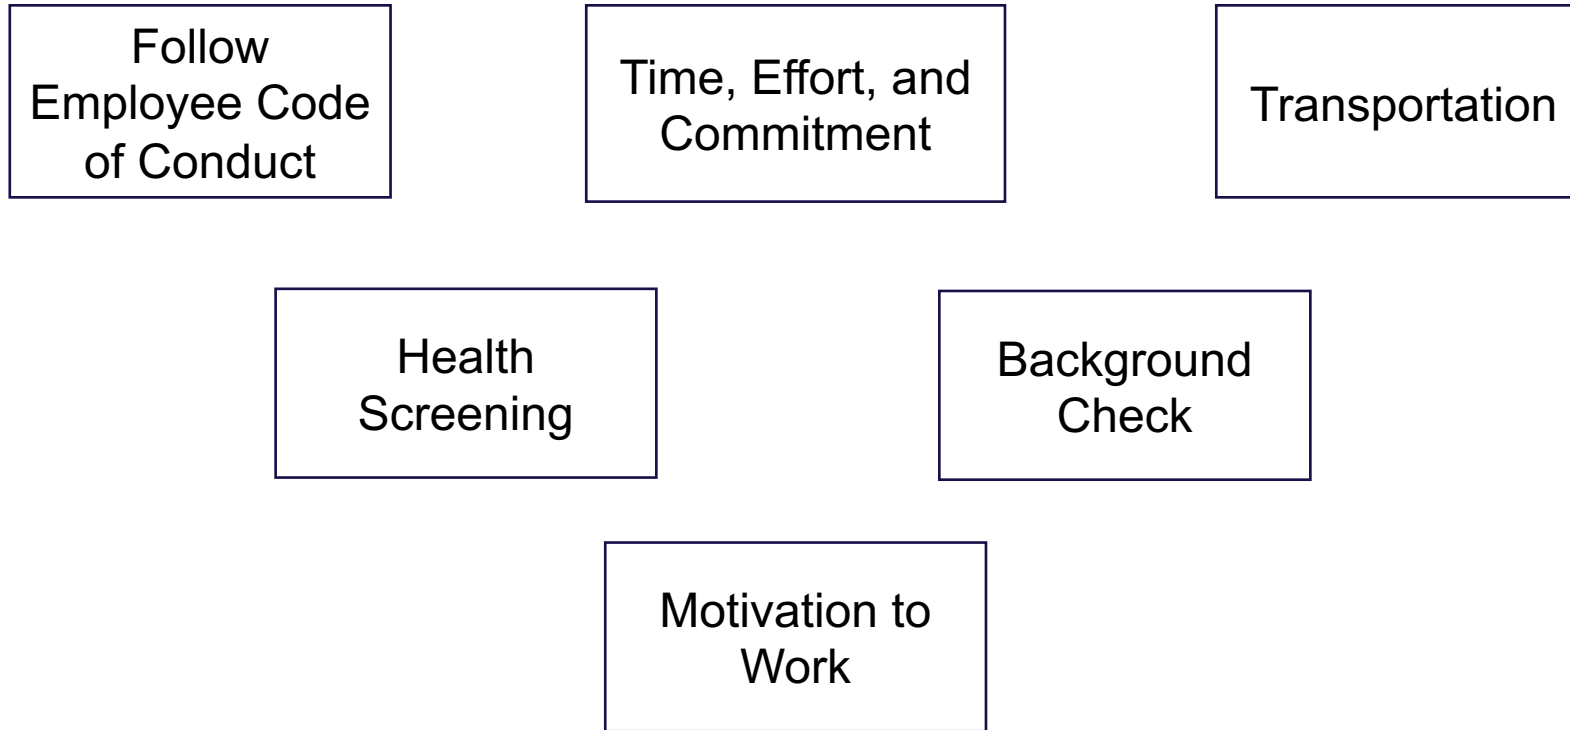 Follow
Employee Code
of Conduct
Time, Effort, and
Commitment
Transportation
Health
Screening
Background
Check
Motivation to
Work